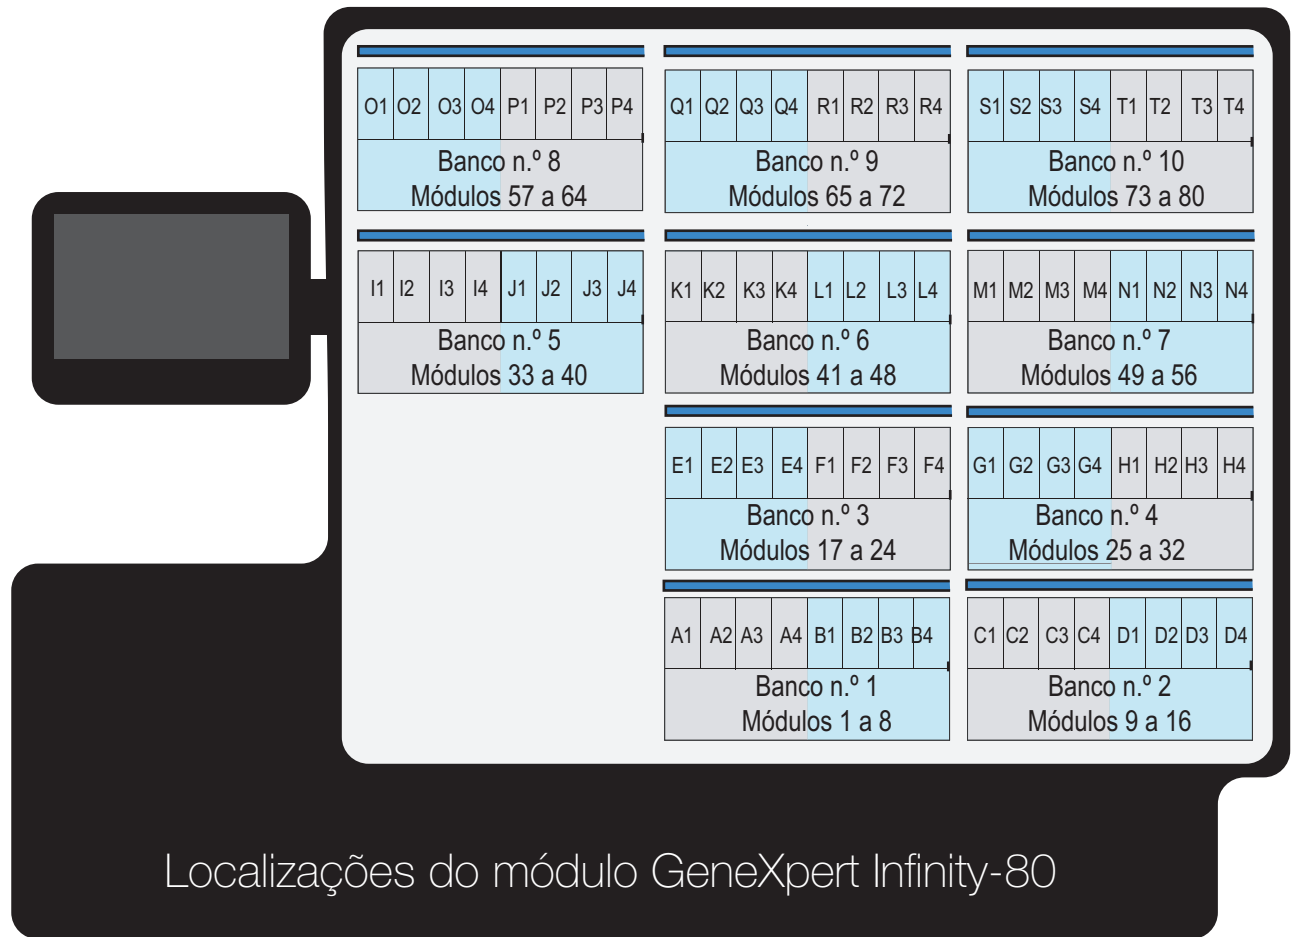 O1 O2 O3 O4 P1 P2 P3 P4
Banco n.º 8
Módulos 57 a 64
Q1 Q2 Q3 Q4 R1 R2 R3 R4
Banco n.º 9
Módulos 65 a 72
S1 S2 S3 S4 T1 T2 T3 T4
Banco n.º 10
Módulos 73 a 80
I1 I2 I3 I4 J1 J2 J3 J4
Banco n.º 5
Módulos 33 a 40
K1 K2 K3 K4 L1 L2 L3 L4
Banco n.º 6
Módulos 41 a 48
M1 M2 M3 M4 N1 N2 N3 N4
Banco n.º 7
Módulos 49 a 56
E1 E2 E3 E4 F1 F2 F3 F4
Banco n.º 3
Módulos 17 a 24
G1 G2 G3 G4 H1 H2 H3 H4
Banco n.º 4
Módulos 25 a 32
A1 A2 A3 A4 B1 B2 B3 B4
Banco n.º 1
Módulos 1 a 8
C1 C2 C3 C4 D1 D2 D3 D4
Banco n.º 2
Módulos 9 a 16
Localizações do módulo GeneXpert Infinity-80